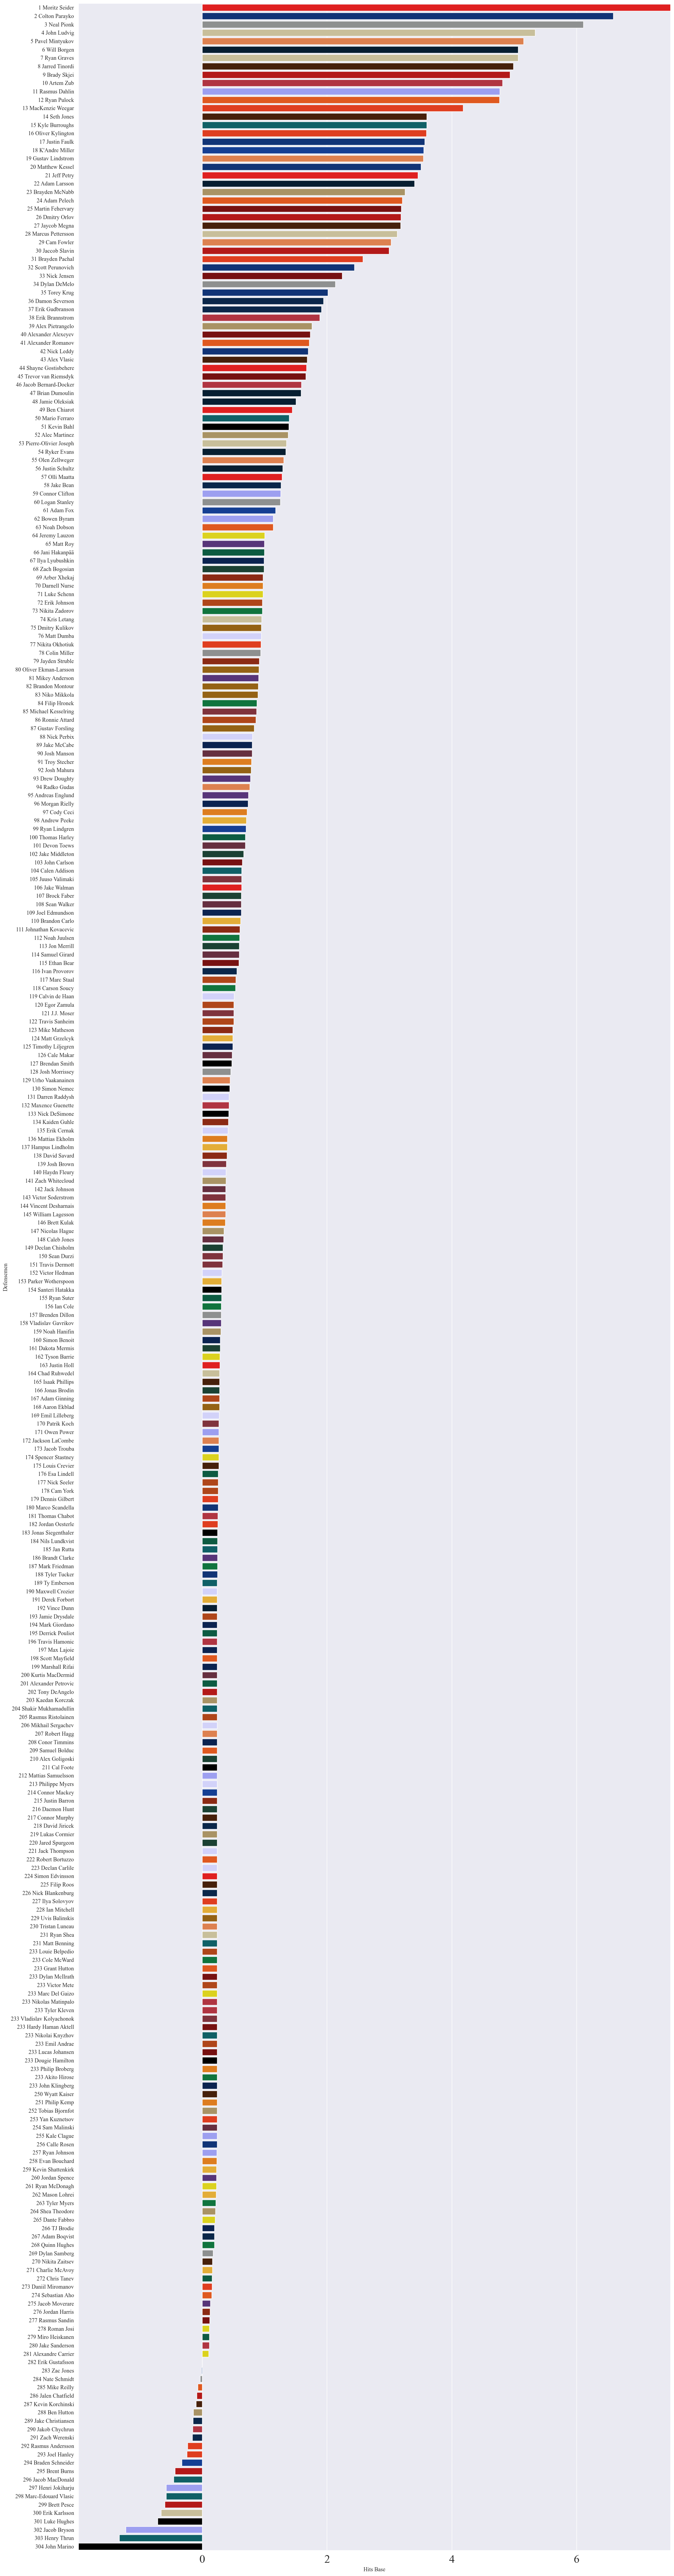 1 Moritz Seider
2 Colton Parayko
3 Neal Pionk
4 John Ludvig
5 Pavel Mintyukov
6 Will Borgen
7 Ryan Graves
8 Jarred Tinordi
9 Brady Skjei
10 Artem Zub
11 Rasmus Dahlin
12 Ryan Pulock
13 MacKenzie Weegar
14 Seth Jones
15 Kyle Burroughs
16 Oliver Kylington
17 Justin Faulk
18 K'Andre Miller
19 Gustav Lindstrom
20 Matthew Kessel
21 Jeff Petry
22 Adam Larsson
23 Brayden McNabb
24 Adam Pelech
25 Martin Fehervary
26 Dmitry Orlov
27 Jaycob Megna
28 Marcus Pettersson
29 Cam Fowler
30 Jaccob Slavin
31 Brayden Pachal
32 Scott Perunovich
33 Nick Jensen
34 Dylan DeMelo
35 Torey Krug
36 Damon Severson
37 Erik Gudbranson
38 Erik Brannstrom
39 Alex Pietrangelo
40 Alexander Alexeyev
41 Alexander Romanov
42 Nick Leddy
43 Alex Vlasic
44 Shayne Gostisbehere
45 Trevor van Riemsdyk
46 Jacob Bernard-Docker
47 Brian Dumoulin
48 Jamie Oleksiak
49 Ben Chiarot
50 Mario Ferraro
51 Kevin Bahl
52 Alec Martinez
53 Pierre-Olivier Joseph
54 Ryker Evans
55 Olen Zellweger
56 Justin Schultz
57 Olli Maatta
58 Jake Bean
59 Connor Clifton
60 Logan Stanley
61 Adam Fox
62 Bowen Byram
63 Noah Dobson
64 Jeremy Lauzon
65 Matt Roy
66 Jani Hakanpää
67 Ilya Lyubushkin
68 Zach Bogosian
69 Arber Xhekaj
70 Darnell Nurse
71 Luke Schenn
72 Erik Johnson
73 Nikita Zadorov
74 Kris Letang
75 Dmitry Kulikov
76 Matt Dumba
77 Nikita Okhotiuk
78 Colin Miller
79 Jayden Struble
80 Oliver Ekman-Larsson
81 Mikey Anderson
82 Brandon Montour
83 Niko Mikkola
84 Filip Hronek
85 Michael Kesselring
86 Ronnie Attard
87 Gustav Forsling
88 Nick Perbix
89 Jake McCabe
90 Josh Manson
91 Troy Stecher
92 Josh Mahura
93 Drew Doughty
94 Radko Gudas
95 Andreas Englund
96 Morgan Rielly
97 Cody Ceci
98 Andrew Peeke
99 Ryan Lindgren
100 Thomas Harley
101 Devon Toews
102 Jake Middleton
103 John Carlson
104 Calen Addison
105 Juuso Valimaki
106 Jake Walman
107 Brock Faber
108 Sean Walker
109 Joel Edmundson
110 Brandon Carlo
111 Johnathan Kovacevic
112 Noah Juulsen
113 Jon Merrill
114 Samuel Girard
115 Ethan Bear
116 Ivan Provorov
117 Marc Staal
118 Carson Soucy
119 Calvin de Haan
120 Egor Zamula
121 J.J. Moser
122 Travis Sanheim
123 Mike Matheson
124 Matt Grzelcyk
125 Timothy Liljegren
126 Cale Makar
127 Brendan Smith
128 Josh Morrissey
129 Urho Vaakanainen
130 Simon Nemec
131 Darren Raddysh
132 Maxence Guenette
133 Nick DeSimone
134 Kaiden Guhle
135 Erik Cernak
136 Mattias Ekholm
137 Hampus Lindholm
138 David Savard
139 Josh Brown
140 Haydn Fleury
141 Zach Whitecloud
142 Jack Johnson
143 Victor Soderstrom
144 Vincent Desharnais
145 William Lagesson
146 Brett Kulak
147 Nicolas Hague
148 Caleb Jones
149 Declan Chisholm
150 Sean Durzi
151 Travis Dermott
152 Victor Hedman
153 Parker Wotherspoon
154 Santeri Hatakka
155 Ryan Suter
156 Ian Cole
157 Brenden Dillon
158 Vladislav Gavrikov
159 Noah Hanifin
160 Simon Benoit
161 Dakota Mermis
162 Tyson Barrie
163 Justin Holl
164 Chad Ruhwedel
165 Isaak Phillips
166 Jonas Brodin
167 Adam Ginning
168 Aaron Ekblad
169 Emil Lilleberg
170 Patrik Koch
171 Owen Power
172 Jackson LaCombe
173 Jacob Trouba
174 Spencer Stastney
175 Louis Crevier
176 Esa Lindell
177 Nick Seeler
178 Cam York
179 Dennis Gilbert
180 Marco Scandella
181 Thomas Chabot
182 Jordan Oesterle
183 Jonas Siegenthaler
184 Nils Lundkvist
185 Jan Rutta
186 Brandt Clarke
187 Mark Friedman
188 Tyler Tucker
189 Ty Emberson
190 Maxwell Crozier
191 Derek Forbort
192 Vince Dunn
193 Jamie Drysdale
194 Mark Giordano
195 Derrick Pouliot
196 Travis Hamonic
197 Max Lajoie
198 Scott Mayfield
199 Marshall Rifai
200 Kurtis MacDermid
201 Alexander Petrovic
202 Tony DeAngelo
203 Kaedan Korczak
204 Shakir Mukhamadullin
205 Rasmus Ristolainen
206 Mikhail Sergachev
207 Robert Hagg
208 Conor Timmins
209 Samuel Bolduc
210 Alex Goligoski
211 Cal Foote
212 Mattias Samuelsson
213 Philippe Myers
214 Connor Mackey
215 Justin Barron
216 Daemon Hunt
217 Connor Murphy
218 David Jiricek
219 Lukas Cormier
220 Jared Spurgeon
221 Jack Thompson
222 Robert Bortuzzo
223 Declan Carlile
224 Simon Edvinsson
225 Filip Roos
226 Nick Blankenburg
227 Ilya Solovyov
228 Ian Mitchell
229 Uvis Balinskis
230 Tristan Luneau
231 Ryan Shea
231 Matt Benning
233 Louie Belpedio
233 Cole McWard
233 Grant Hutton
233 Dylan McIlrath
233 Victor Mete
233 Marc Del Gaizo
233 Nikolas Matinpalo
233 Tyler Kleven
233 Vladislav Kolyachonok
233 Hardy Haman Aktell
233 Nikolai Knyzhov
233 Emil Andrae
233 Lucas Johansen
233 Dougie Hamilton
233 Philip Broberg
233 Akito Hirose
233 John Klingberg
250 Wyatt Kaiser
251 Philip Kemp
252 Tobias Bjornfot
253 Yan Kuznetsov
254 Sam Malinski
255 Kale Clague
256 Calle Rosen
257 Ryan Johnson
258 Evan Bouchard
259 Kevin Shattenkirk
260 Jordan Spence
261 Ryan McDonagh
262 Mason Lohrei
263 Tyler Myers
264 Shea Theodore
265 Dante Fabbro
266 TJ Brodie
267 Adam Boqvist
268 Quinn Hughes
269 Dylan Samberg
270 Nikita Zaitsev
271 Charlie McAvoy
272 Chris Tanev
273 Daniil Miromanov
274 Sebastian Aho
275 Jacob Moverare
276 Jordan Harris
277 Rasmus Sandin
278 Roman Josi
279 Miro Heiskanen
280 Jake Sanderson
281 Alexandre Carrier
282 Erik Gustafsson
283 Zac Jones
284 Nate Schmidt
285 Mike Reilly
286 Jalen Chatfield
287 Kevin Korchinski
288 Ben Hutton
289 Jake Christiansen
290 Jakob Chychrun
291 Zach Werenski
292 Rasmus Andersson
293 Joel Hanley
294 Braden Schneider
295 Brent Burns
296 Jacob MacDonald
297 Henri Jokiharju
298 Marc-Edouard Vlasic
299 Brett Pesce
300 Erik Karlsson
301 Luke Hughes
302 Jacob Bryson
303 Henry Thrun
304 John Marino
Defensemen
0 2 4 6
Hits Base